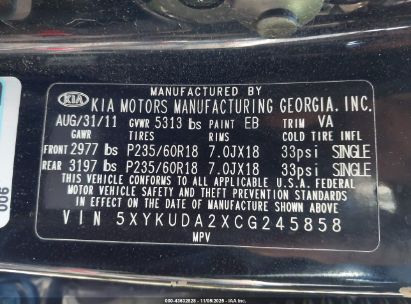 MANUFACTURED BY
KIA KIA MOTORS MANUFACTURING GEORGIA, INC.
AUG/31/11 GVWR 5313 lbs PAINT EB TRIM VA
GAWR TIRES RIMS COLD TIRE INFL
FRONT 2977 lbs P235/60R18 7.0JX18 33psi SINGLE
REAR 3197 lbs P235/60R18 7.0JX18 33psi SINGLE
THIS VEHICLE CONFORMS TO ALL APPLICABLE U.S.A. FEDERAL
MOTOR VEHICLE SAFETY AND THEFT PREVENTION STANDARDS
IN EFFECT ON THE DATE OF MANUFACTURE SHOWN ABOVE.
VIN 5XYKUDA2XCG245858
MPV